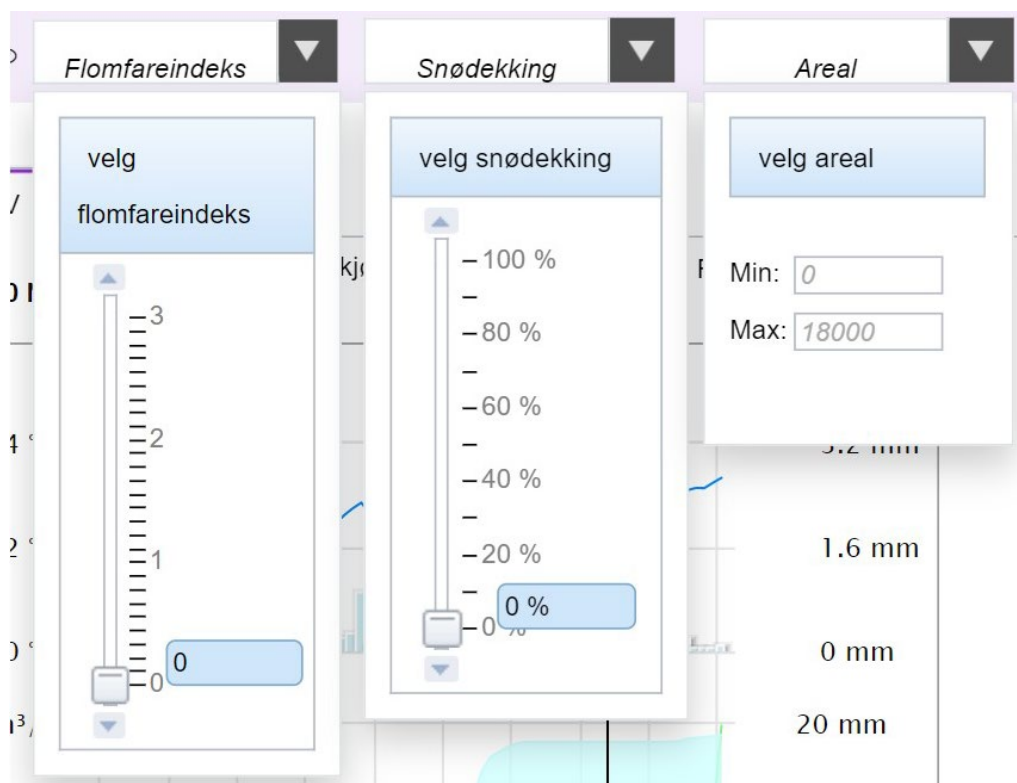 Flomfareindeks
Snødekking
Areal
velg
flomfareindeks
velg snødekking
velg areal
3
2
1
0
0
100 %
80 %
60 %
40 %
20 %
0 %
0 %
Min: 0
Max: 18000
1.6 mm
0 mm
20 mm